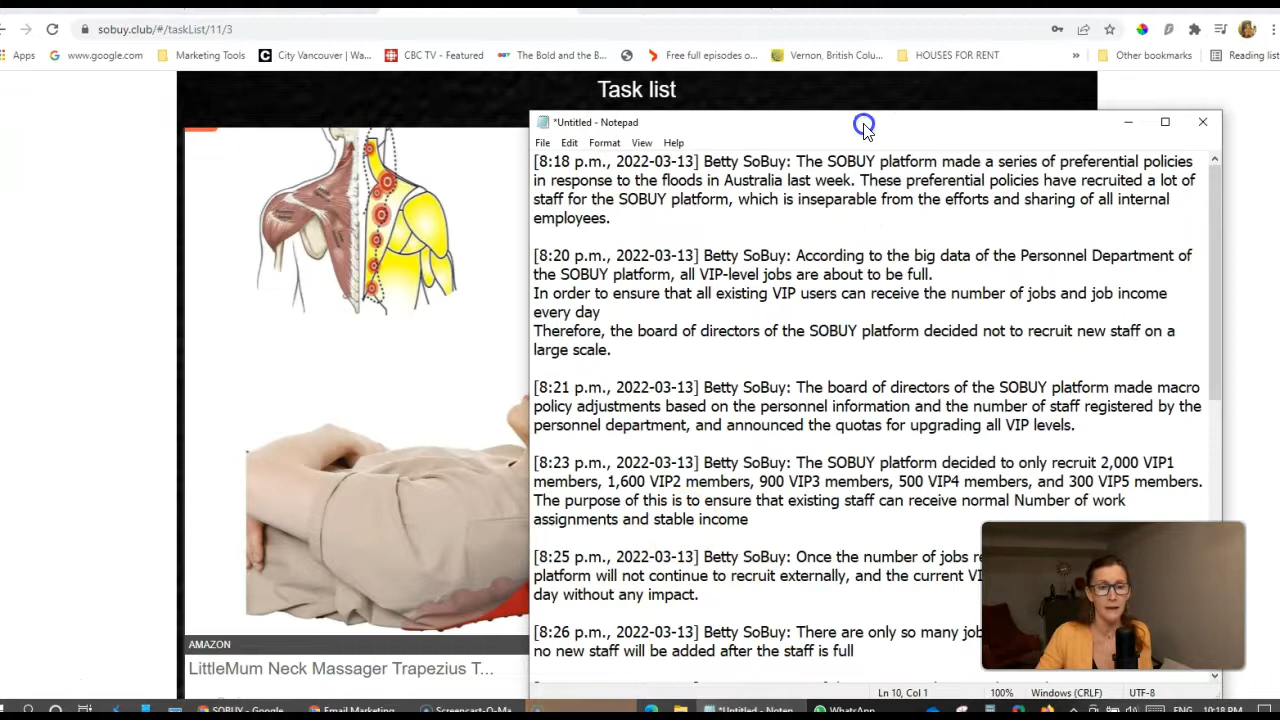 sobuy.club/#/taskList/11/3
Apps www.google.com Marketing Tools City Vancouver | Wa... CBC TV - Featured The Bold and the B... Free full episodes o... Vernon, British Colu... HOUSES FOR RENT » Other bookmarks Reading list
Task list
*Untitled - Notepad
File Edit Format View Help
[8:18 p.m., 2022-03-13] Betty SoBuy: The SOBUY platform made a series of preferential policies
in response to the floods in Australia last week. These preferential policies have recruited a lot of
staff for the SOBUY platform, which is inseparable from the efforts and sharing of all internal
employees.
[8:20 p.m., 2022-03-13] Betty SoBuy: According to the big data of the Personnel Department of
the SOBUY platform, all VIP-level jobs are about to be full.
In order to ensure that all existing VIP users can receive the number of jobs and job income
every day
Therefore, the board of directors of the SOBUY platform decided not to recruit new staff on a
large scale.
[8:21 p.m., 2022-03-13] Betty SoBuy: The board of directors of the SOBUY platform made macro
policy adjustments based on the personnel information and the number of staff registered by the
personnel department, and announced the quotas for upgrading all VIP levels.
[8:23 p.m., 2022-03-13] Betty SoBuy: The SOBUY platform decided to only recruit 2,000 VIP1
members, 1,600 VIP2 members, 900 VIP3 members, 500 VIP4 members, and 300 VIP5 members.
The purpose of this is to ensure that existing staff can receive normal Number of work
assignments and stable income
[8:25 p.m., 2022-03-13] Betty SoBuy: Once the number of jobs
platform will not continue to recruit externally, and the current
day without any impact.
[8:26 p.m., 2022-03-13] Betty SoBuy: There are only so many
no new staff will be added after the staff is full
AMAZON
LittleMum Neck Massager Trapezius T...
Ln 10, Col 1 100% Windows (CRLF) UTF-8
SOBUY - Google Email Marketing Screencast-O-Ma *Untitled - Notep WhatsApp 10:18 PM